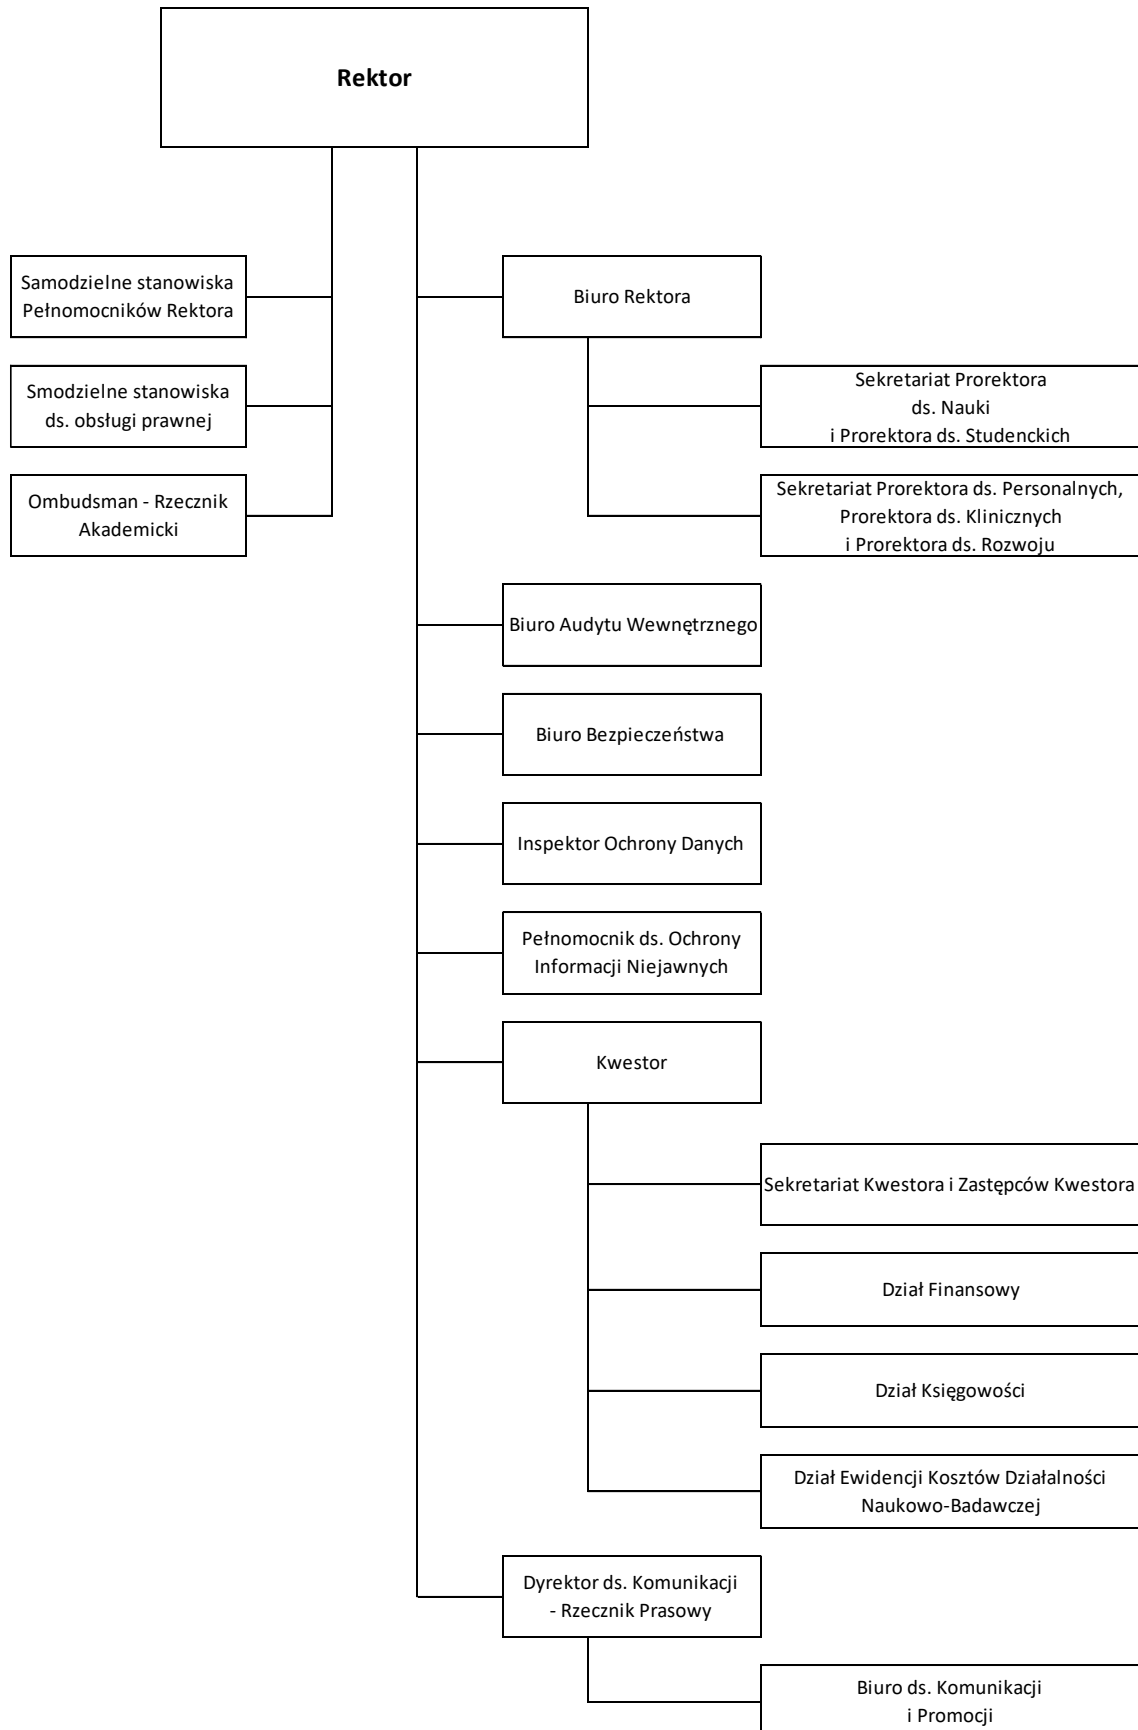 Rektor
Samodzielne stanowiska
Pełnomocników Rektora
Biuro Rektora
Smodzielne stanowiska
ds. obsługi prawnej
Sekretariat Prorektora
ds. Nauki
i Prorektora ds. Studenckich
Ombudsman - Rzecznik
Akademicki
Sekretariat Prorektora ds. Personalnych,
Prorektora ds. Klinicznych
i Prorektora ds. Rozwoju
Biuro Audytu Wewnętrznego
Biuro Bezpieczeństwa
Inspektor Ochrony Danych
Pełnomocnik ds. Ochrony
Informacji Niejawnych
Kwestor
Sekretariat Kwestora i Zastępców Kwestora
Dział Finansowy
Dział Księgowości
Dział Ewidencji Kosztów Działalności
Naukowo-Badawczej
Dyrektor ds. Komunikacji
- Rzecznik Prasowy
Biuro ds. Komunikacji
i Promocji